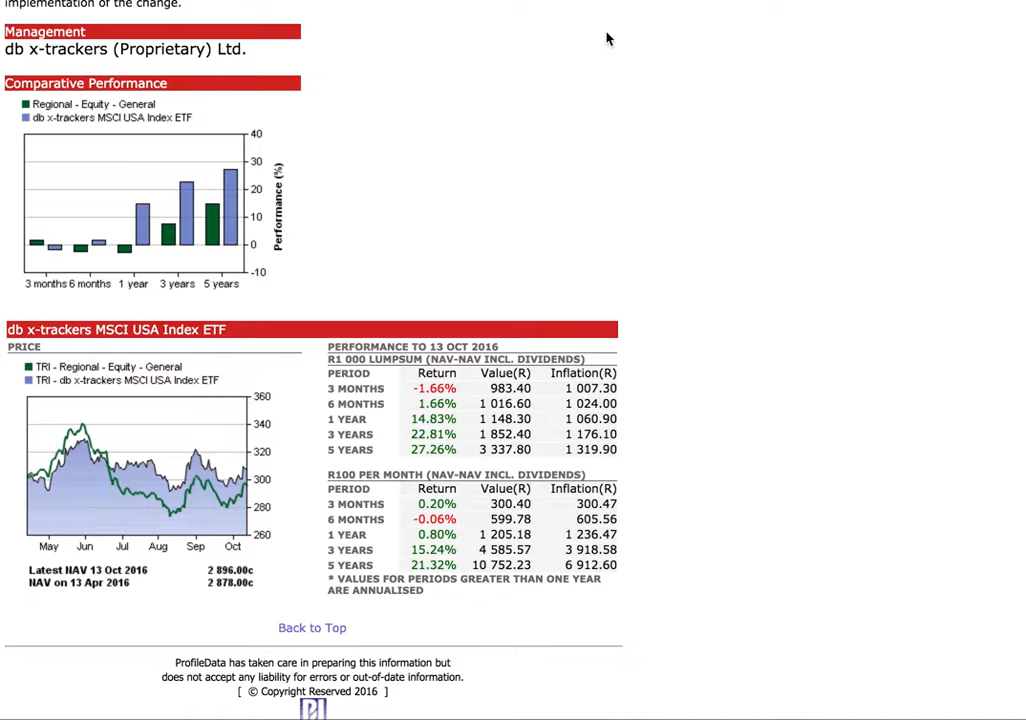 implementation of the change.
Management
db x-trackers (Proprietary) Ltd.
Comparative Performance
Regional - Equity - General
db x-trackers MSCI USA Index ETF
40
30
20
10
0
-10
Performance (%)
3 months 6 months 1 year 3 years 5 years
db x-trackers MSCI USA Index ETF
PRICE
TRI - Regional - Equity - General
TRI - db x-trackers MSCI USA Index ETF
360
340
320
300
280
260
May Jun Jul Aug Sep Oct
Latest NAV 13 Oct 2016 2 896.00c
NAV on 13 Apr 2016 2 878.00c
PERFORMANCE TO 13 OCT 2016
R1 000 LUMPSUM (NAV-NAV INCL. DIVIDENDS)
PERIOD Return Value(R) Inflation(R)
3 MONTHS -1.66% 983.40 1 007.30
6 MONTHS 1.66% 1 016.60 1 024.00
1 YEAR 14.83% 1 148.30 1 060.90
3 YEARS 22.81% 1 852.40 1 176.10
5 YEARS 27.26% 3 337.80 1 319.90
R100 PER MONTH (NAV-NAV INCL. DIVIDENDS)
PERIOD Return Value(R) Inflation(R)
3 MONTHS 0.20% 300.40 300.47
6 MONTHS -0.06% 599.78 605.56
1 YEAR 0.80% 1 205.18 1 236.47
3 YEARS 15.24% 4 585.57 3 918.58
5 YEARS 21.32% 10 752.23 6 912.60
* VALUES FOR PERIODS GREATER THAN ONE YEAR
ARE ANNUALISED
Back to Top
ProfileData has taken care in preparing this information but
does not accept any liability for errors or out-of-date information.
[ © Copyright Reserved 2016 ]